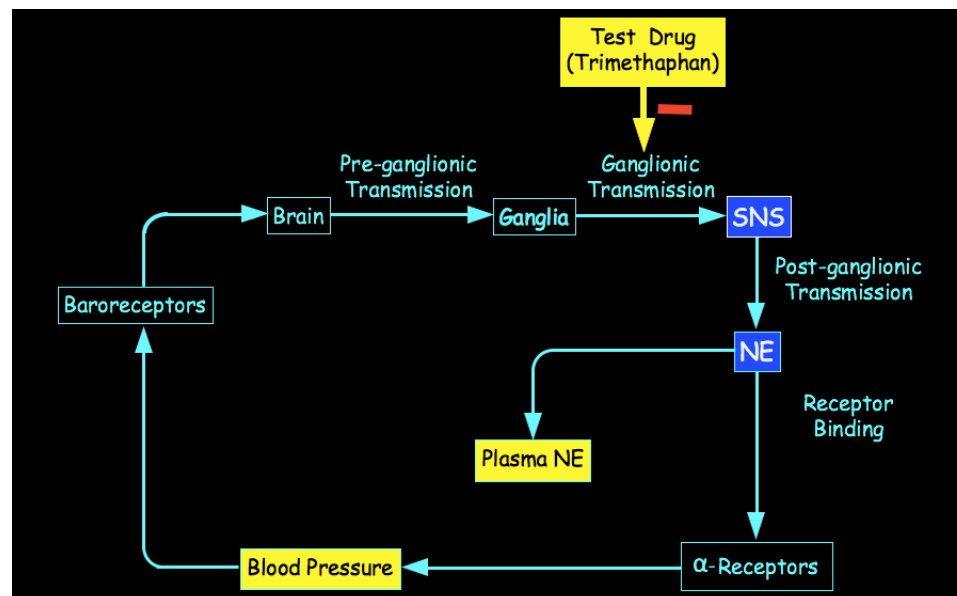 Test Drug
(Trimethaphan)
Pre-ganglionic
Transmission
Ganglionic
Transmission
Brain
Ganglia
SNS
Post-ganglionic
Transmission
Baroreceptors
NE
Receptor
Binding
Plasma NE
Blood Pressure
α-Receptors